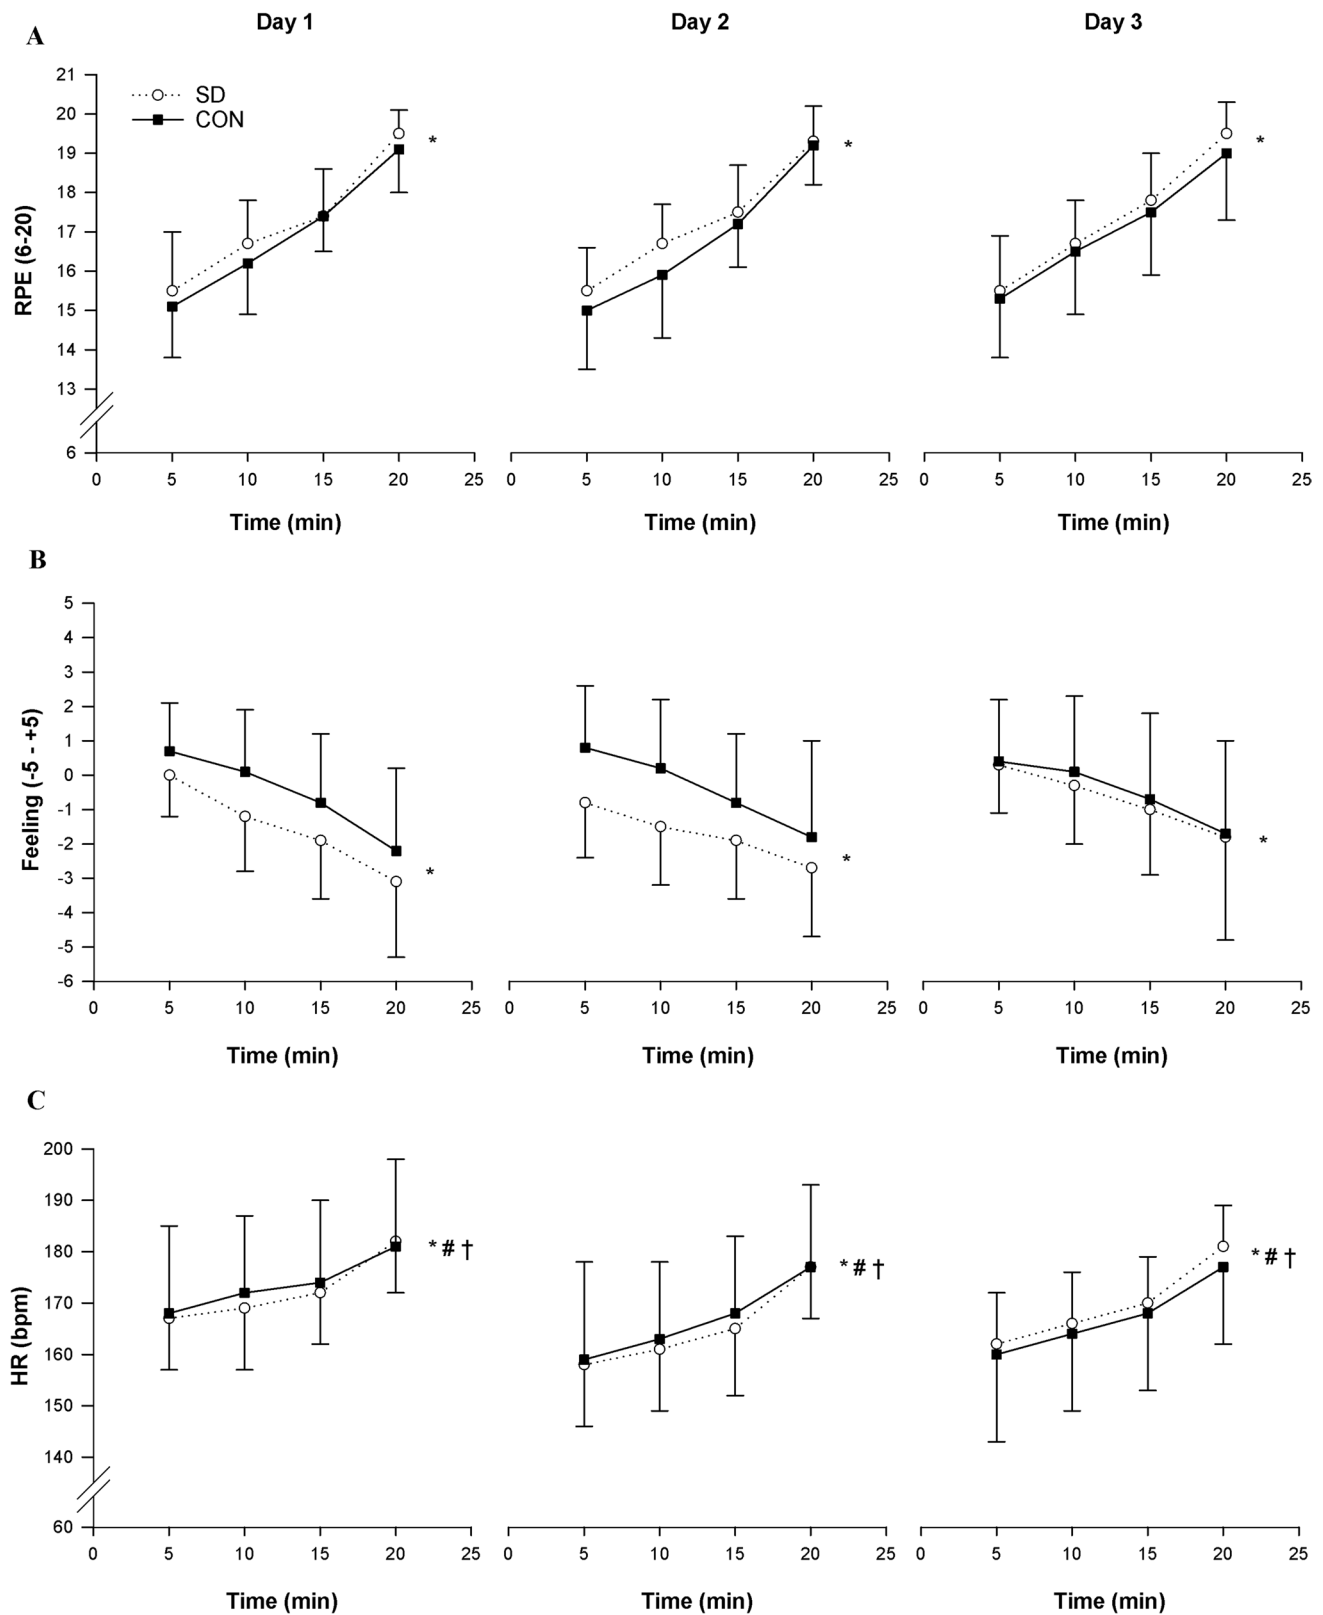 Day 1 Day 2 Day 3
A
21
20
19
18
17
16
15
14
13
6
RPE (6-20)
SD
CON
* * *
0 5 10 15 20 25 0 5 10 15 20 25 0 5 10 15 20 25
Time (min) Time (min) Time (min)
B
5
4
3
2
1
0
-1
-2
-3
-4
-5
-6
Feeling (-5 - +5)
* * *
0 5 10 15 20 25 0 5 10 15 20 25 0 5 10 15 20 25
Time (min) Time (min) Time (min)
C
200
190
180
170
160
150
140
60
HR (bpm)
* # † * # † * # †
0 5 10 15 20 25 0 5 10 15 20 25 0 5 10 15 20 25
Time (min) Time (min) Time (min)